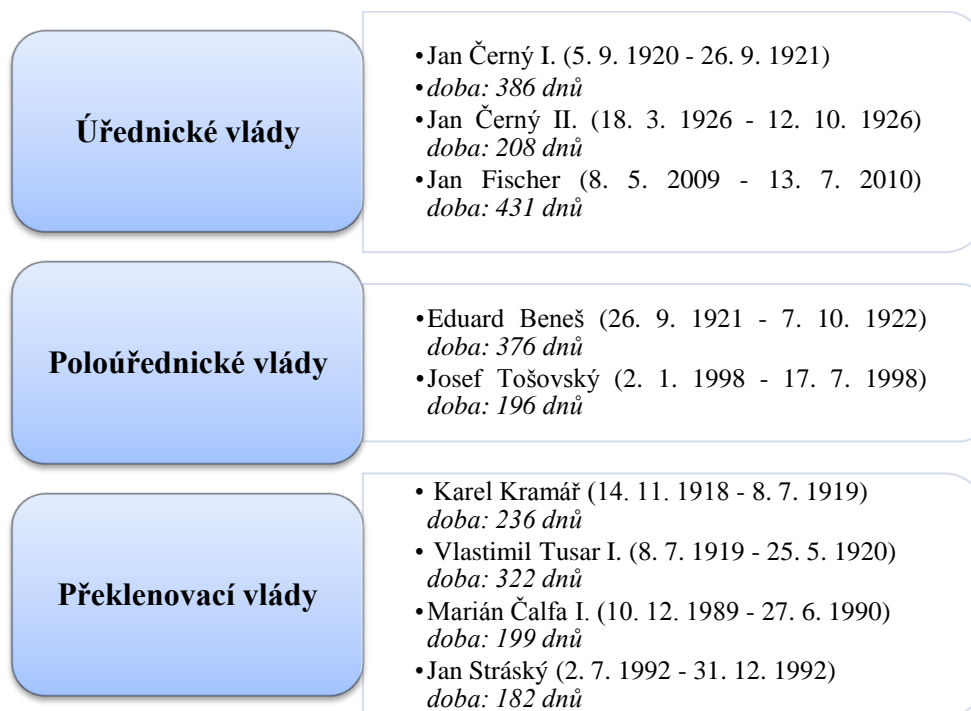 Úřednické vlády
•Jan Černý I. (5. 9. 1920 - 26. 9. 1921)
•doba: 386 dnů
•Jan Černý II. (18. 3. 1926 - 12. 10. 1926)
doba: 208 dnů
•Jan Fischer (8. 5. 2009 - 13. 7. 2010)
doba: 431 dnů
Poloúřednické vlády
•Eduard Beneš (26. 9. 1921 - 7. 10. 1922)
doba: 376 dnů
•Josef Tošovský (2. 1. 1998 - 17. 7. 1998)
doba: 196 dnů
Překlenovací vlády
• Karel Kramář (14. 11. 1918 - 8. 7. 1919)
doba: 236 dnů
• Vlastimil Tusar I. (8. 7. 1919 - 25. 5. 1920)
doba: 322 dnů
•Marián Čalfa I. (10. 12. 1989 - 27. 6. 1990)
doba: 199 dnů
•Jan Stráský (2. 7. 1992 - 31. 12. 1992)
doba: 182 dnů